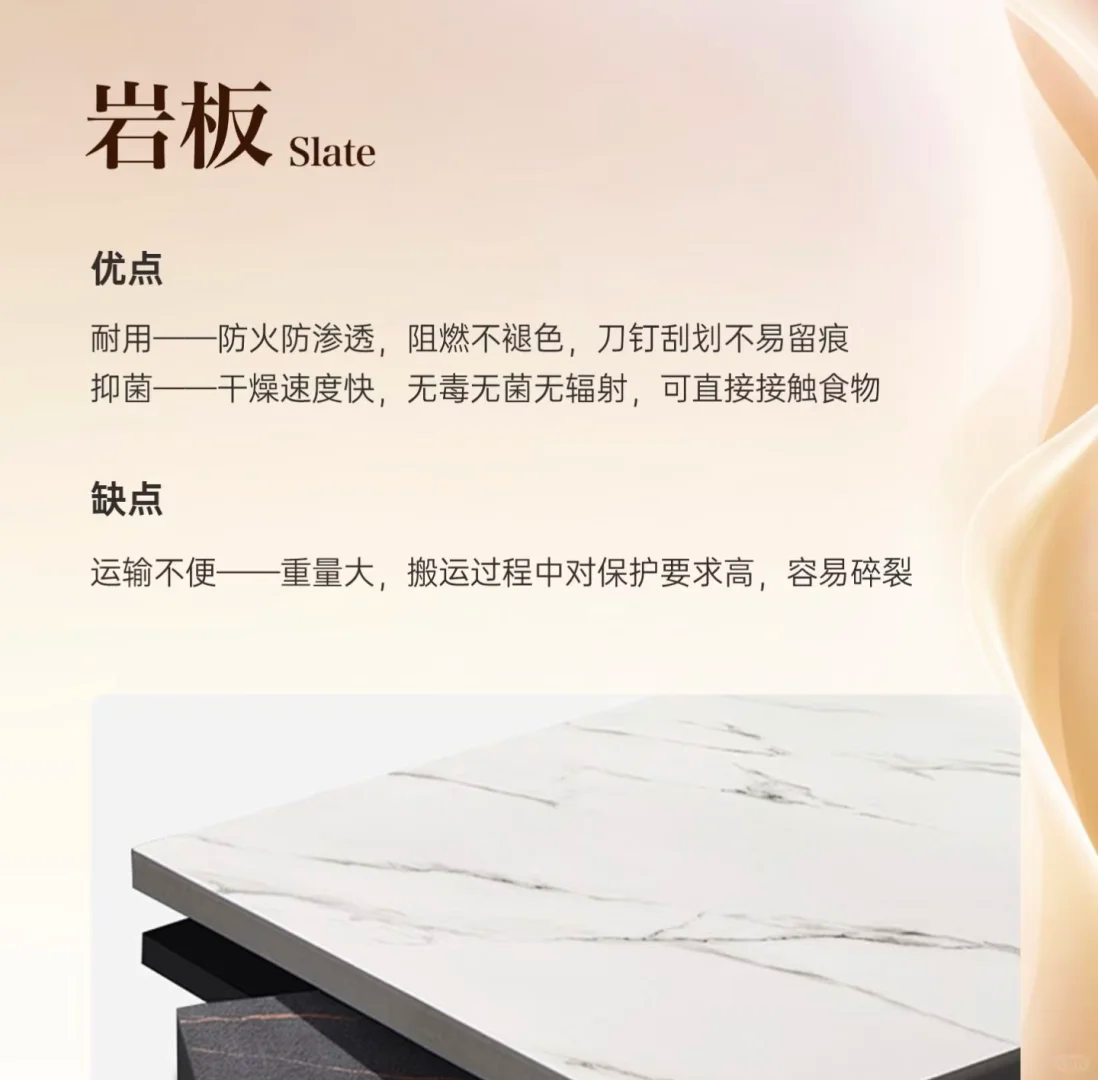 岩板 Slate
优点
耐用——防火防渗透，阻燃不褪色，刀钉刮划不易留痕
抑菌——干燥速度快，无毒无菌无辐射，可直接接触食物
缺点
运输不便——重量大，搬运过程中对保护要求高，容易碎裂